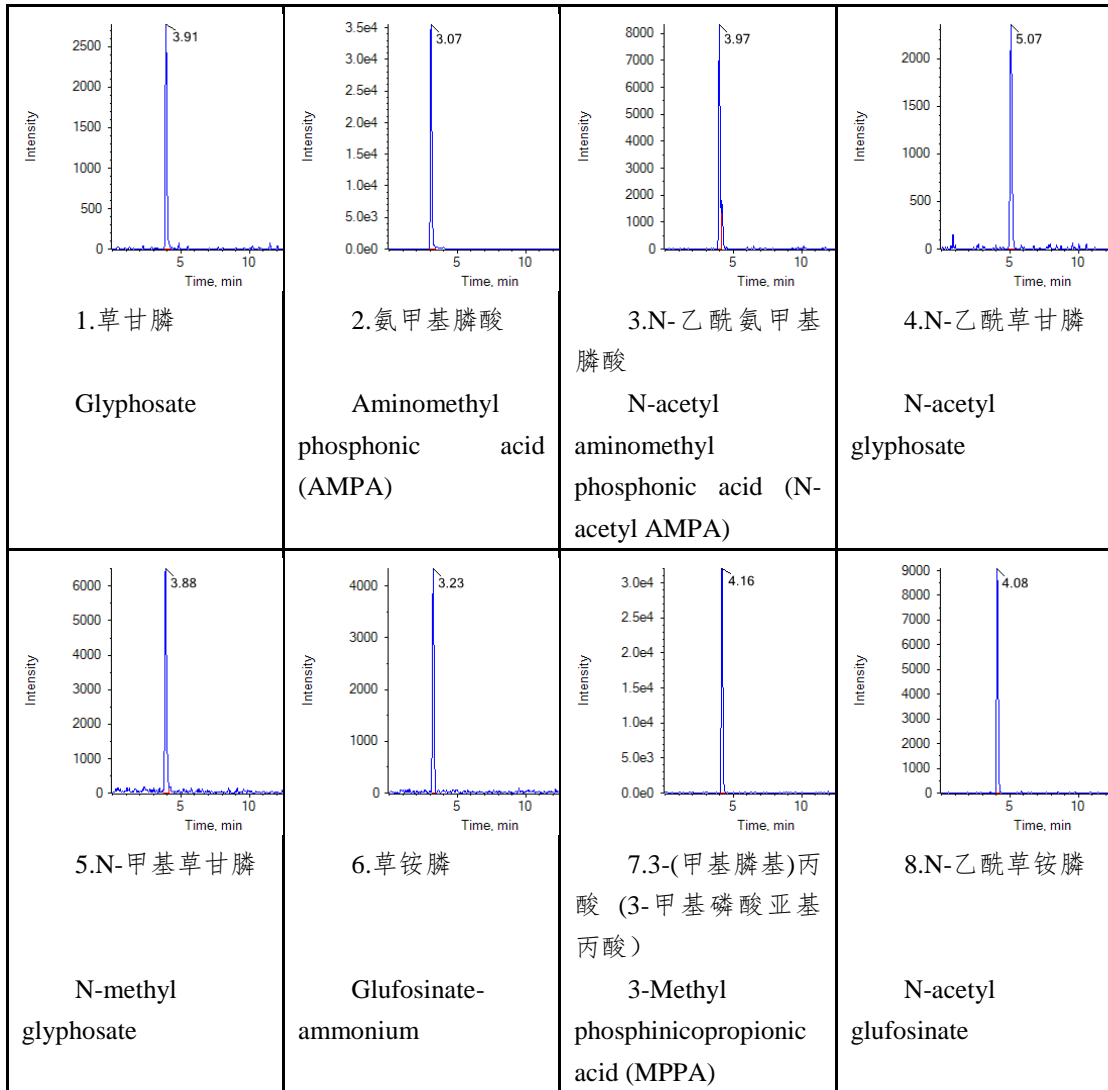 3.91
2500
2000
1500
1000
500
0
Intensity
5
10
Time, min
1.草甘膦
Glyphosate
3.07
3.5e4
3.0e4
2.5e4
2.0e4
1.5e4
1.0e4
5.0e3
0.0e0
Intensity
5
10
Time, min
2.氨甲基膦酸
Aminomethyl
phosphonic acid
(AMPA)
3.97
8000
7000
6000
5000
4000
3000
2000
1000
0
Intensity
5
10
Time, min
3.N-乙酰氨甲基
膦酸
N-acetyl
aminomethyl
phosphonic acid (N-
acetyl AMPA)
5.07
2000
1500
1000
500
0
Intensity
5
10
Time, min
4.N-乙酰草甘膦
N-acetyl
glyphosate
3.88
6000
5000
4000
3000
2000
1000
0
Intensity
5
10
Time, min
5.N-甲基草甘膦
N-methyl
glyphosate
3.23
4000
3000
2000
1000
0
Intensity
5
10
Time, min
6.草铵膦
Glufosinate-
ammonium
4.16
3.0e4
2.5e4
2.0e4
1.5e4
1.0e4
5.0e3
0.0e0
Intensity
5
10
Time, min
7.3-(甲基膦基)丙
酸 (3-甲基磷酸亚基
丙酸）
3-Methyl
phosphinicopropionic
acid (MPPA)
4.08
9000
8000
7000
6000
5000
4000
3000
2000
1000
0
Intensity
5
10
Time, min
8.N-乙酰草铵膦
N-acetyl
glufosinate